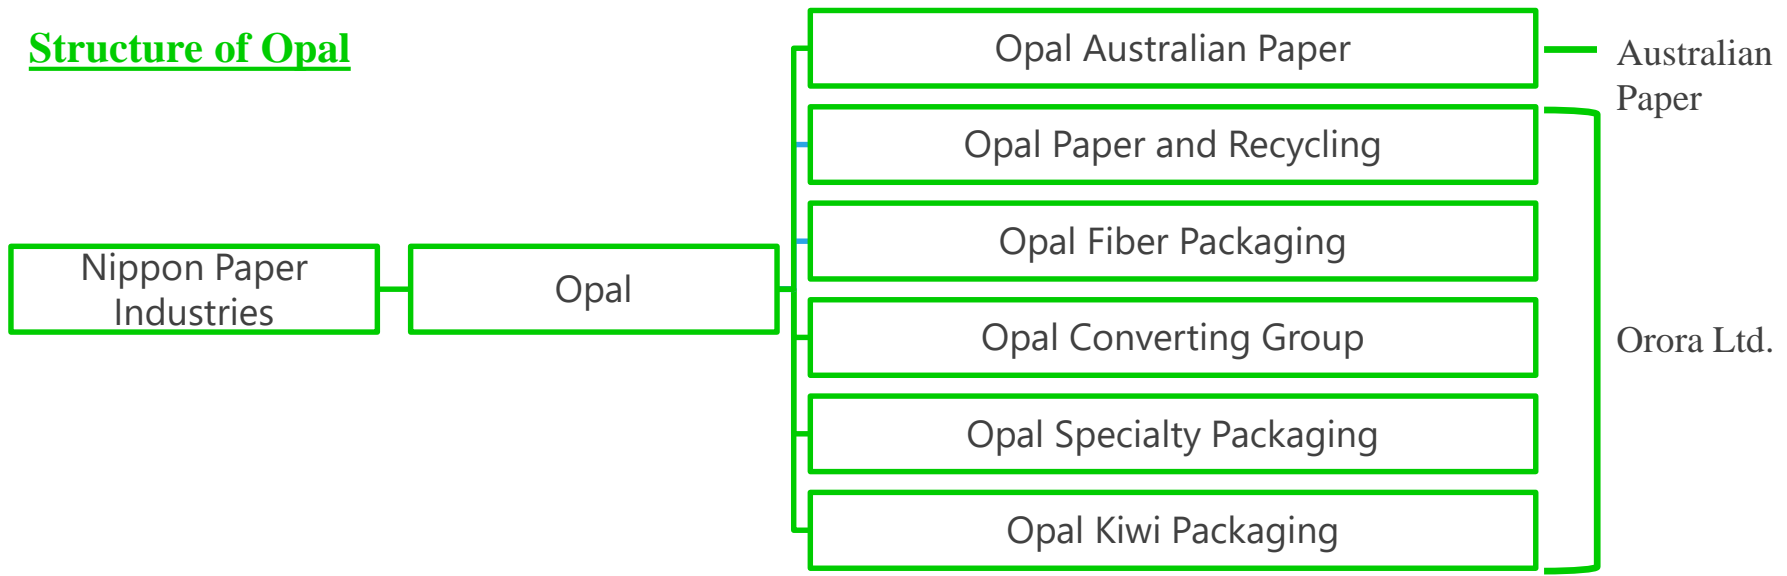 Structure of Opal
Nippon Paper
Industries
Opal
Opal Australian Paper
Opal Paper and Recycling
Opal Fiber Packaging
Opal Converting Group
Opal Specialty Packaging
Opal Kiwi Packaging
Australian
Paper
Orora Ltd.